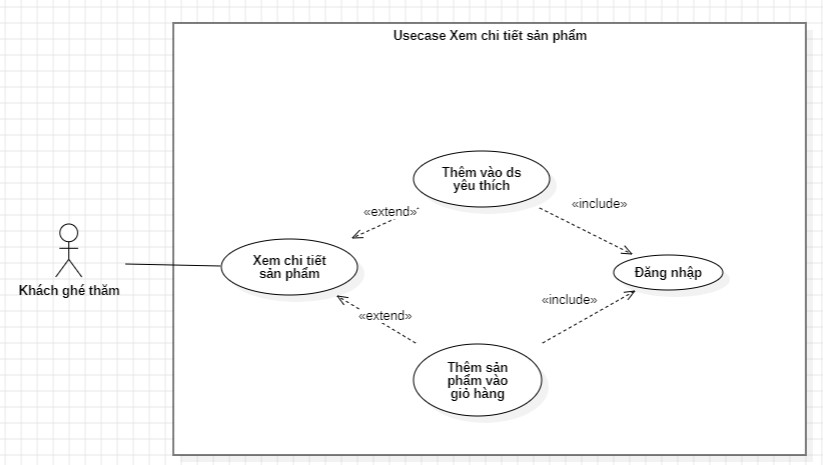 Usecase Xem chi tiết sản phẩm
Thêm vào ds
yêu thích
«extend»
«include»
Xem chi tiết
sản phẩm
Đăng nhập
Khách ghé thăm
«include»
«extend»
Thêm sản
phẩm vào
giỏ hàng